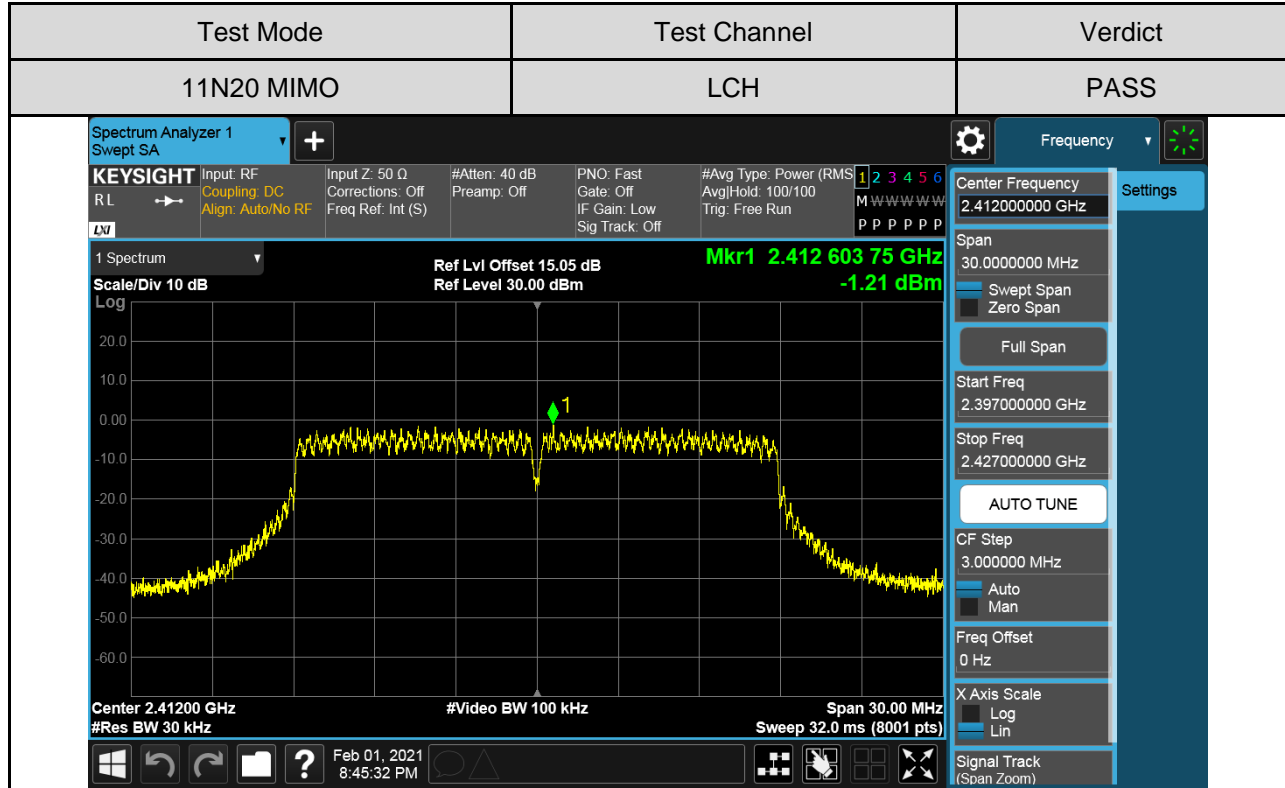 Test Mode Test Channel Verdict
11N20 MIMO LCH PASS
Spectrum Analyzer 1
Swept SA
+
Frequency
KEYSIGHT Input: RF Input Z: 50 Ω #Atten: 40 dB PNO: Fast #Avg Type: Power (RMS 1 2 3 4 5 6
R L Coupling: DC Corrections: Off Preamp: Off Gate: Off Avg|Hold: 100/100 M W W W W W
Align: Auto/No RF Freq Ref: Int (S) IF Gain: Low Trig: Free Run
LXI Sig Track: Off P P P P P P
1 Spectrum
Scale/Div 10 dB
Ref Lvl Offset 15.05 dB
Ref Level 30.00 dBm
Mkr1 2.412 603 75 GHz
-1.21 dBm
Log
20.0
10.0
0.00
-10.0
-20.0
-30.0
-40.0
-50.0
-60.0
1
Center 2.41200 GHz #Video BW 100 kHz Span 30.00 MHz
#Res BW 30 kHz Sweep 32.0 ms (8001 pts)
?
Feb 01, 2021
8:45:32 PM
Center Frequency
2.412000000 GHz
Settings
Span
30.0000000 MHz
Swept Span
Zero Span
Full Span
Start Freq
2.397000000 GHz
Stop Freq
2.427000000 GHz
AUTO TUNE
CF Step
3.000000 MHz
Auto
Man
Freq Offset
0 Hz
X Axis Scale
Log
Lin
Signal Track
(Span Zoom)